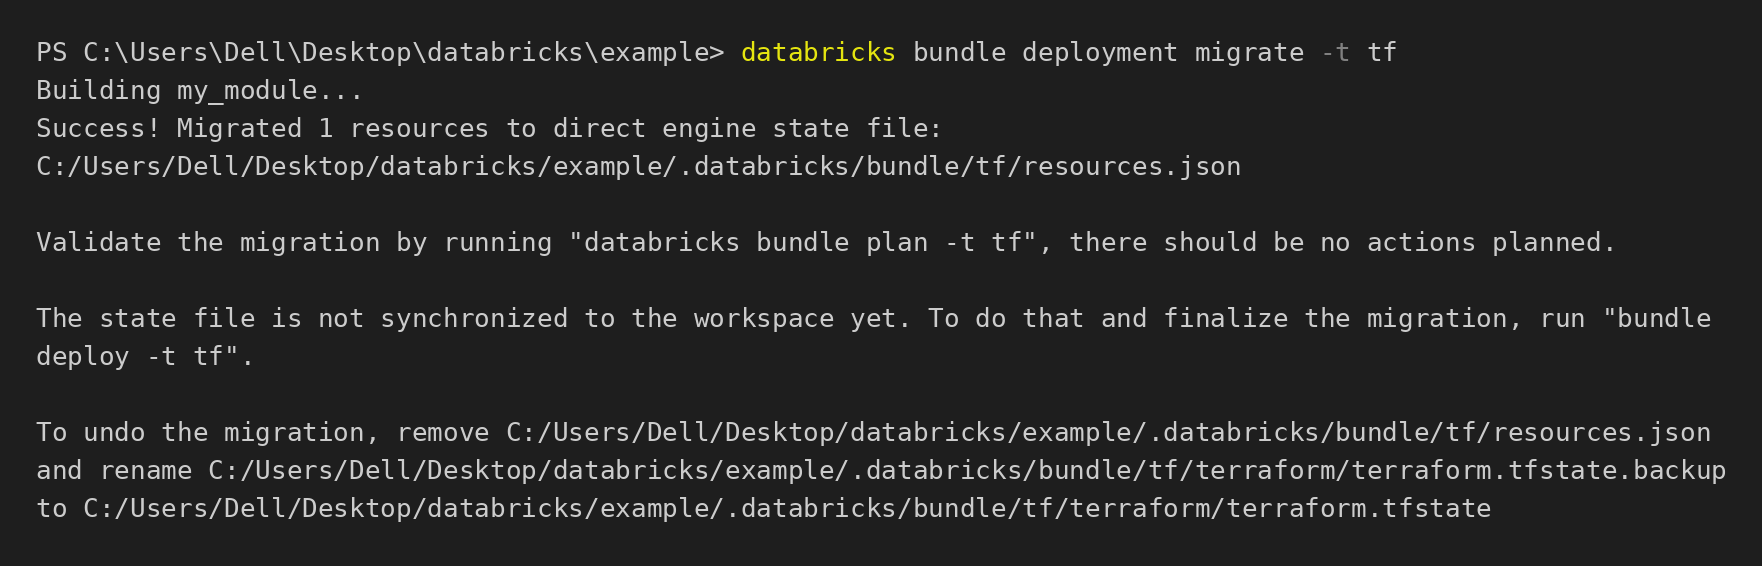 PS C:\Users\Dell\Desktop\databricks\example> databricks bundle deployment migrate -t tf
Building my_module...
Success! Migrated 1 resources to direct engine state file:
C:/Users/Dell/Desktop/databricks/example/.databricks/bundle/tf/resources.json
Validate the migration by running "databricks bundle plan -t tf", there should be no actions planned.
The state file is not synchronized to the workspace yet. To do that and finalize the migration, run "bundle
deploy -t tf".
To undo the migration, remove C:/Users/Dell/Desktop/databricks/example/.databricks/bundle/tf/resources.json
and rename C:/Users/Dell/Desktop/databricks/example/.databricks/bundle/tf/terraform/terraform.tfstate.backup
to C:/Users/Dell/Desktop/databricks/example/.databricks/bundle/tf/terraform/terraform.tfstate